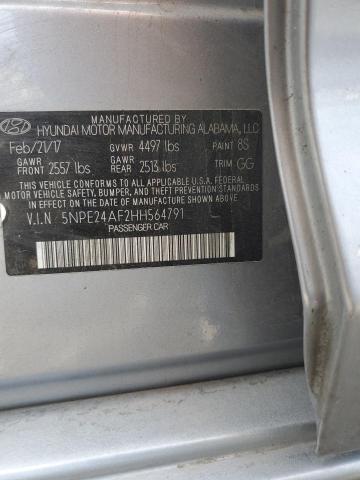 MANUFACTURED BY
HYUNDAI MOTOR MANUFACTURING ALABAMA, LLC
Feb/21/17 GVWR 4497 lbs PAINT 8S
GAWR FRONT 2557 lbs GAWR REAR 2513 lbs TRIM GG
THIS VEHICLE CONFORMS TO ALL APPLICABLE U.S.A. FEDERAL
MOTOR VEHICLE SAFETY, BUMPER, AND THEFT PREVENTION
STANDARDS IN EFFECT ON THE DATE OF MANUFACTURE SHOWN ABOVE.
V.I.N 5NPE24AF2HH564791
PASSENGER CAR